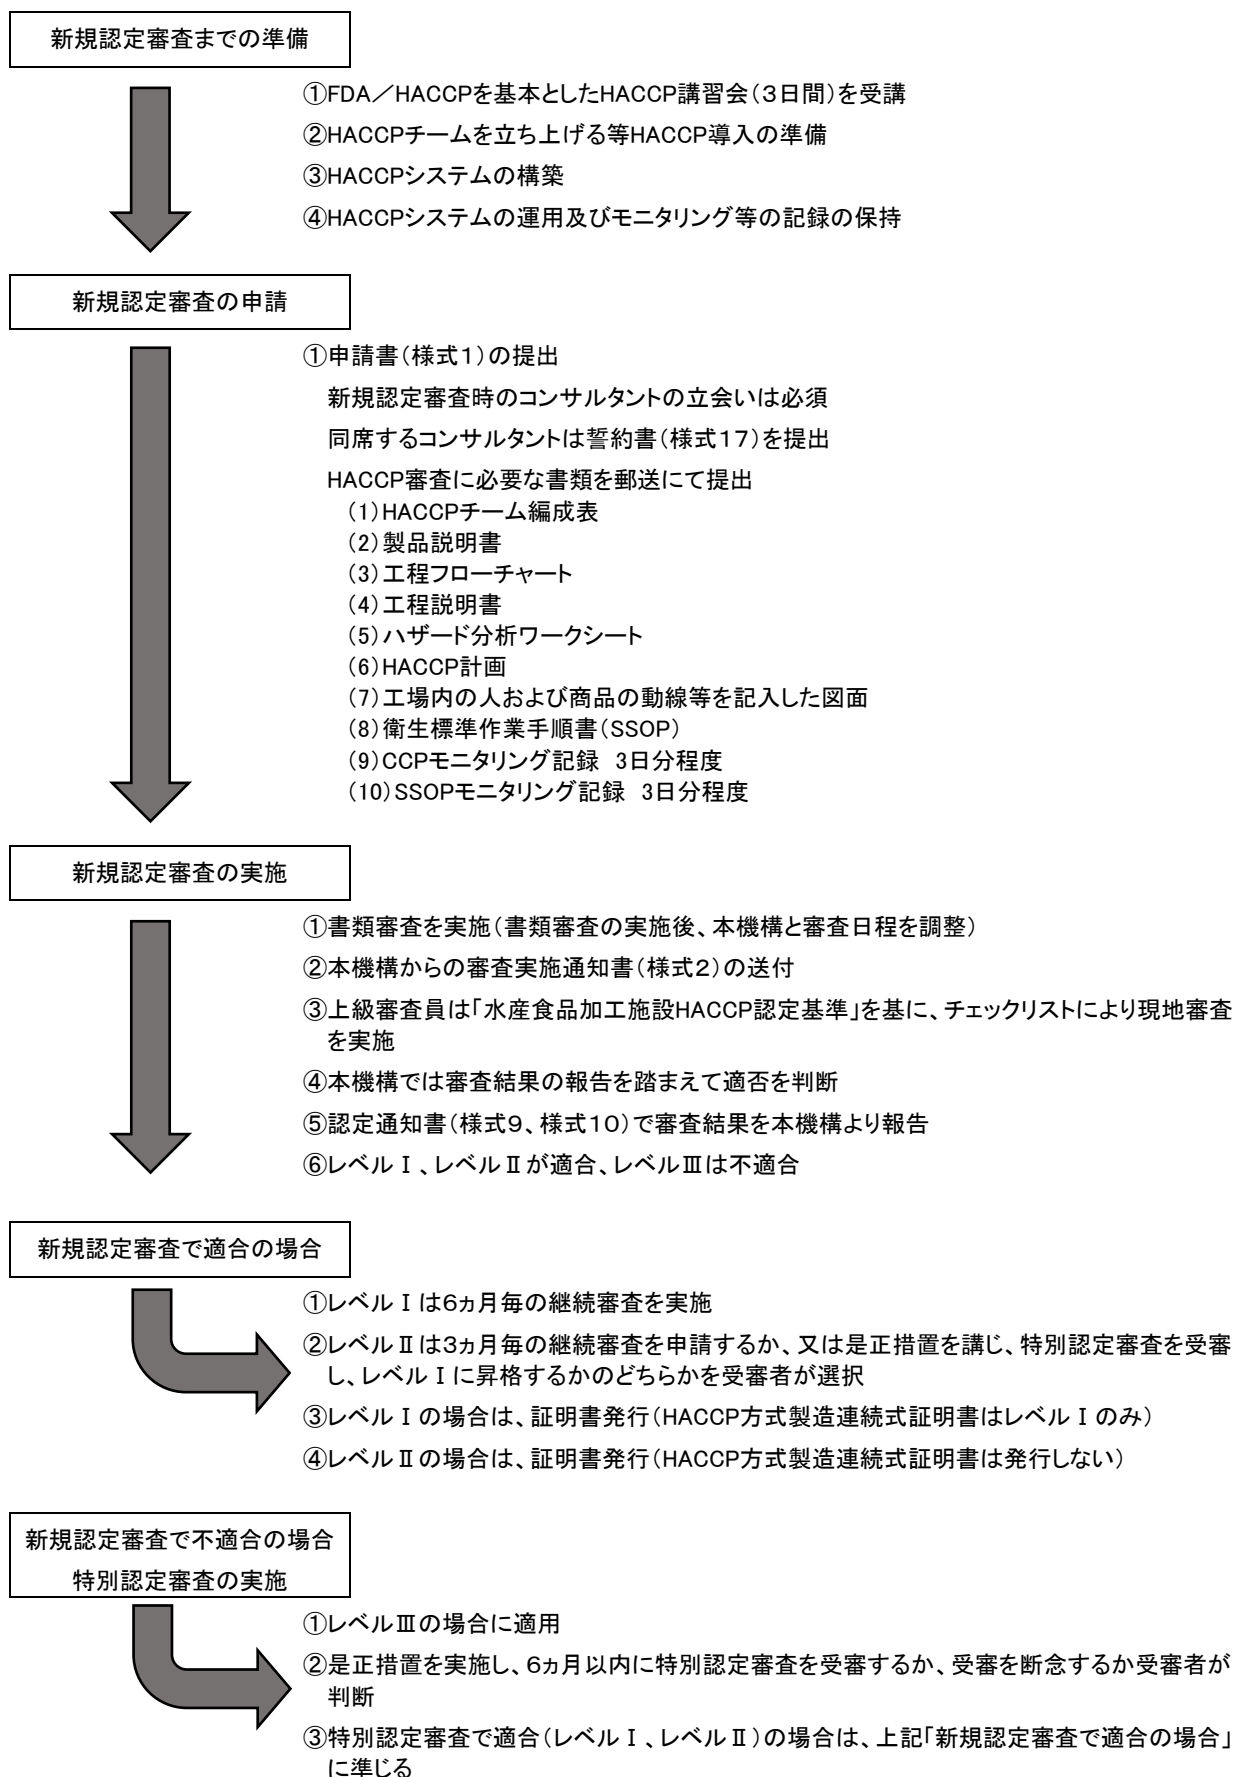 新規認定審査までの準備
①FDA／HACCPを基本としたHACCP講習会（３日間）を受講
②HACCPチームを立ち上げる等HACCP導入の準備
③HACCPシステムの構築
④HACCPシステムの運用及びモニタリング等の記録の保持
新規認定審査の申請
①申請書（様式１）の提出
新規認定審査時のコンサルタントの立会いは必須
同席するコンサルタントは誓約書（様式１７）を提出
HACCP審査に必要な書類を郵送にて提出
（1）HACCPチーム編成表
（2）製品説明書
（3）工程フローチャート
（4）工程説明書
（5）ハザード分析ワークシート
（6）HACCP計画
（7）工場内の人および商品の動線等を記入した図面
（8）衛生標準作業手順書（SSOP）
（9）CCPモニタリング記録　3日分程度
（10）SSOPモニタリング記録　3日分程度
新規認定審査の実施
①書類審査を実施（書類審査の実施後、本機構と審査日程を調整）
②本機構からの審査実施通知書（様式２）の送付
③上級審査員は「水産食品加工施設HACCP認定基準」を基に、チェックリストにより現地審査
を実施
④本機構では審査結果の報告を踏まえて適否を判断
⑤認定通知書（様式９、様式１０）で審査結果を本機構より報告
⑥レベルⅠ、レベルⅡが適合、レベルⅢは不適合
新規認定審査で適合の場合
①レベルⅠは6ヵ月毎の継続審査を実施
②レベルⅡは3ヵ月毎の継続審査を申請するか、又は是正措置を講じ、特別認定審査を受審
し、レベルⅠに昇格するかのどちらかを受審者が選択
③レベルⅠの場合は、証明書発行（HACCP方式製造連続式証明書はレベルⅠのみ）
④レベルⅡの場合は、証明書発行（HACCP方式製造連続式証明書は発行しない）
新規認定審査で不適合の場合
特別認定審査の実施
①レベルⅢの場合に適用
②是正措置を実施し、６ヵ月以内に特別認定審査を受審するか、受審を断念するか受審者が
判断
③特別認定審査で適合（レベルⅠ、レベルⅡ）の場合は、上記「新規認定審査で適合の場合」
に準じる